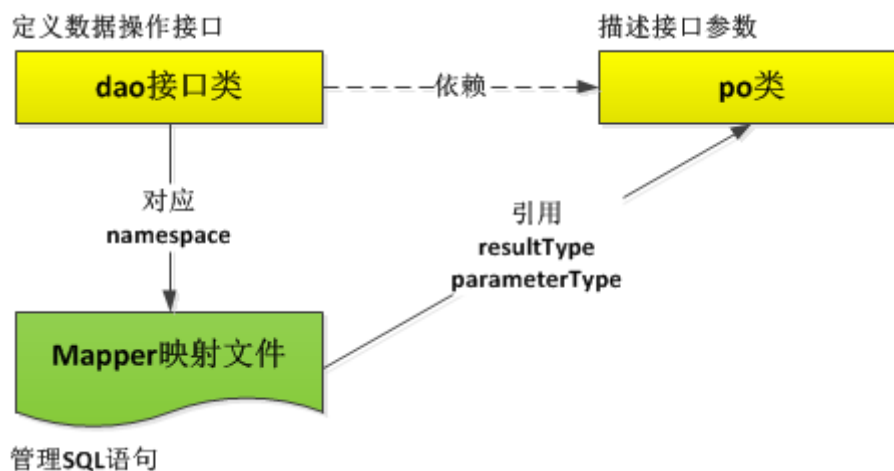 定义数据操作接口
描述接口参数
dao接口类
依赖
po类
对应
namespace
引用
resultType
parameterType
Mapper映射文件
管理SQL语句